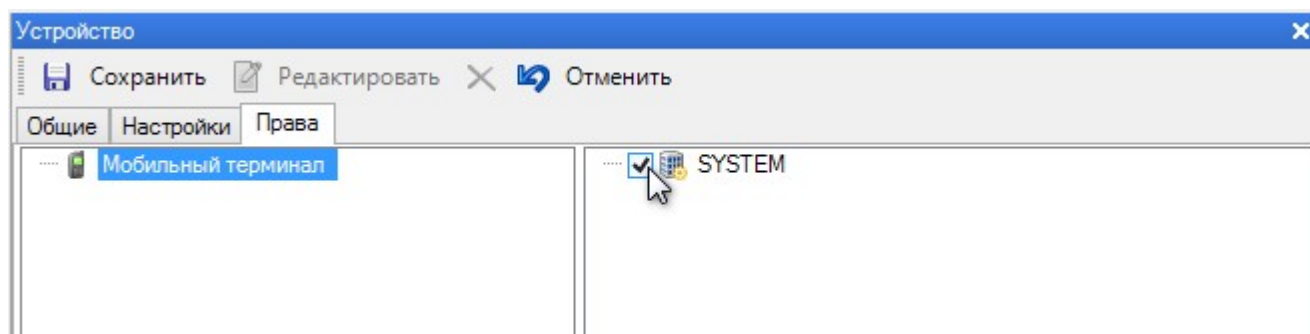 Устройство
Сохранить Редактировать Отменить
Общие Настройки Права
Мобильный терминал SYSTEM